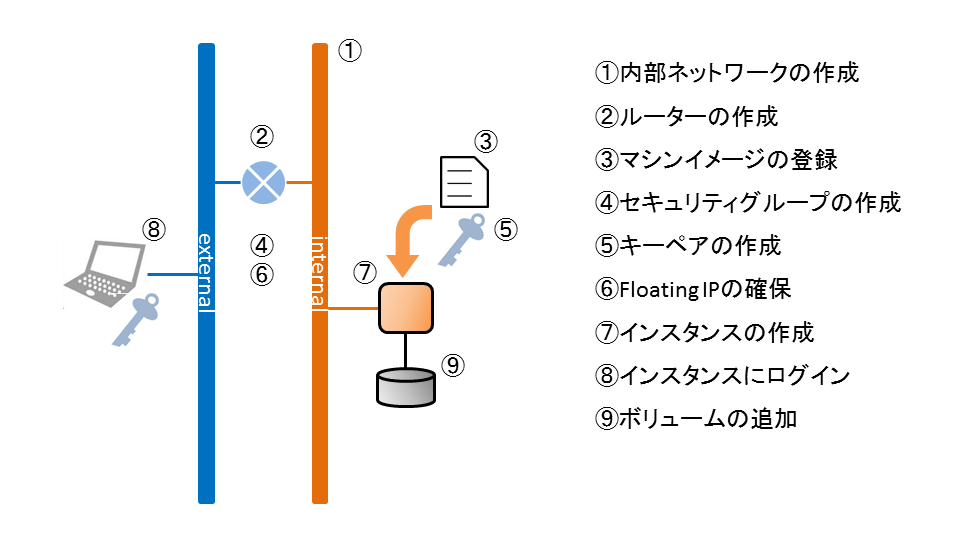 ①
②
③
④
⑤
⑥
⑦
⑧
⑨
external
internal
①内部ネットワークの作成
②ルーターの作成
③マシンイメージの登録
④セキュリティグループの作成
⑤キーペアの作成
⑥Floating IPの確保
⑦インスタンスの作成
⑧インスタンスにログイン
⑨ボリュームの追加